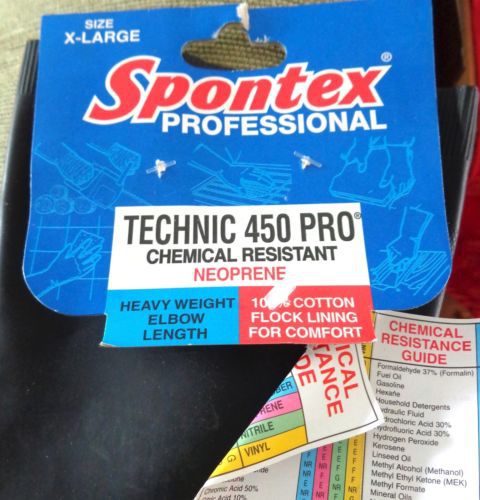 SIZE
X-LARGE
Spontex®
PROFESSIONAL
TECHNIC 450 PRO®
CHEMICAL RESISTANT
NEOPRENE
HEAVY WEIGHT
ELBOW
LENGTH
100% COTTON
FLOCK LINING
FOR COMFORT
CHEMICAL
RESISTANCE
GUIDE
Formaldehyde 37% (Formalin)
Fuel Oil
Gasoline
Hexane
Household Detergents
Hydraulic Fluid
Hydrochloric Acid 30%
Hydrofluoric Acid 30%
Hydrogen Peroxide
Kerosene
Linseed Oil
Methyl Alcohol (Methanol)
Methyl Ethyl Ketone (MEK)
Methyl Formate
Mineral Oils
NITRILE
VINYL
Chromic Acid 50%